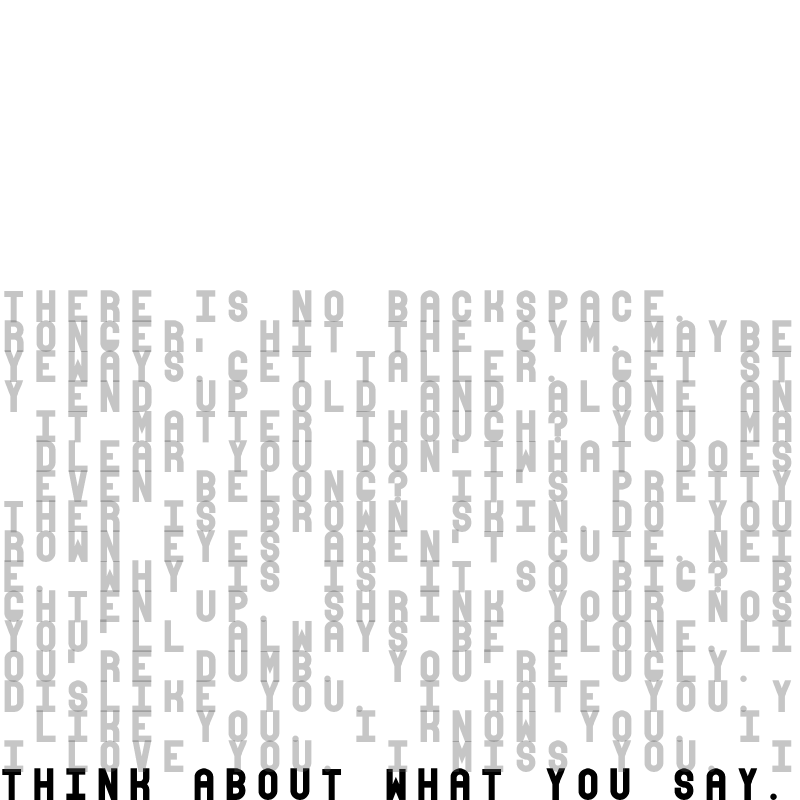 THERE IS NO BACKSPACE.
RONGER, HIT THE GYM.MAYBE
YE WAYS. GET TALLER. GET ST
Y END UP OLD AND ALONE AN
IT MATTER THOUGH? YOU MA
DLEAR YOU DON'T WHAT DOES
EVEN BELONG? IT'S PRETTY
THER IS BROWN SKIN. DO YOU
ROWN EYES AREN'T CUTE. NEI
E. WHY IS IS IT SO BIG? B
GHTEN UP. SHRINK YOUR NOS
YOU'LL ALWAYS BE ALONE. LI
OU'RE DUMB. YOU'RE UGLY.
DISLIKE YOU. I HATE YOU. Y
LIKE YOU. I KNOW YOU. I
I LOVE YOU. I MISS YOU. I
THINK ABOUT WHAT YOU SAY.